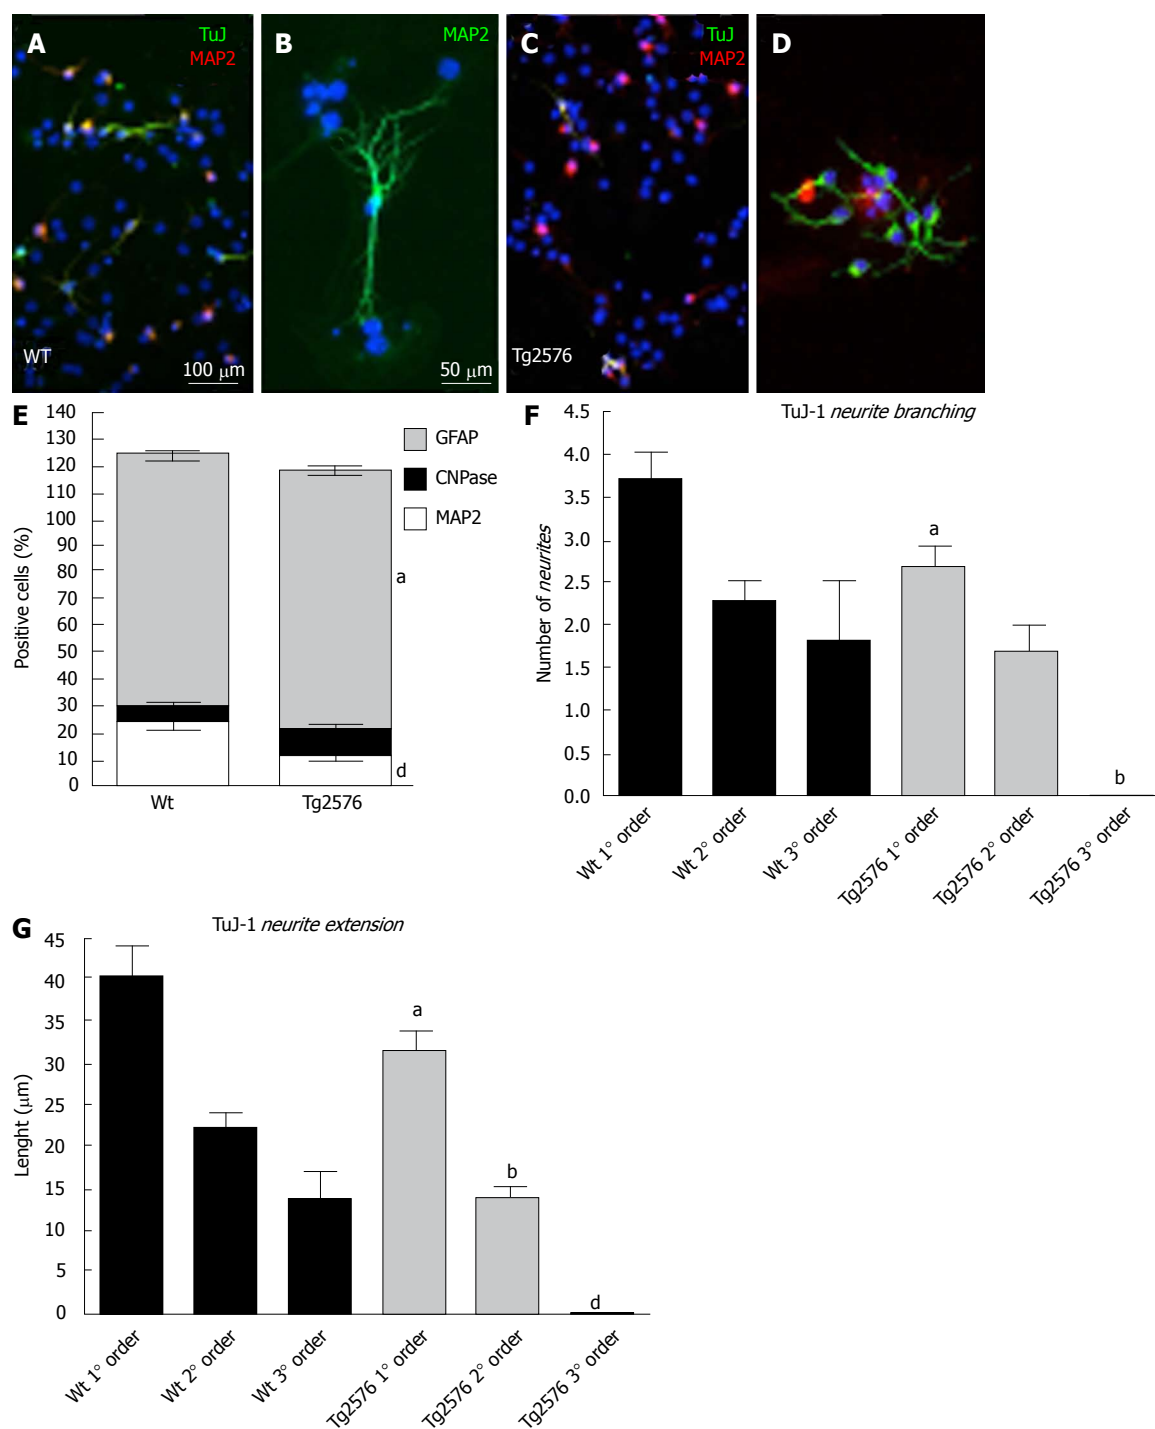 A
TuJ
MAP2
WT
100 μm
B
MAP2
50 μm
C
TuJ
MAP2
Tg2576
D
E
140
130
120
110
100
90
80
70
60
50
40
30
20
10
0
Positive cells (%)
GFAP
CNPase
MAP2
a
d
Wt
Tg2576
F
TuJ-1 neurite branching
4.5
4.0
3.5
3.0
2.5
2.0
1.5
1.0
0.5
0.0
Number of neurites
a
b
Wt 1° order
Wt 2° order
Wt 3° order
Tg2576 1° order
Tg2576 2° order
Tg2576 3° order
G
TuJ-1 neurite extension
45
40
35
30
25
20
15
10
5
0
Lenght (μm)
a
b
d
Wt 1° order
Wt 2° order
Wt 3° order
Tg2576 1° order
Tg2576 2° order
Tg2576 3° order